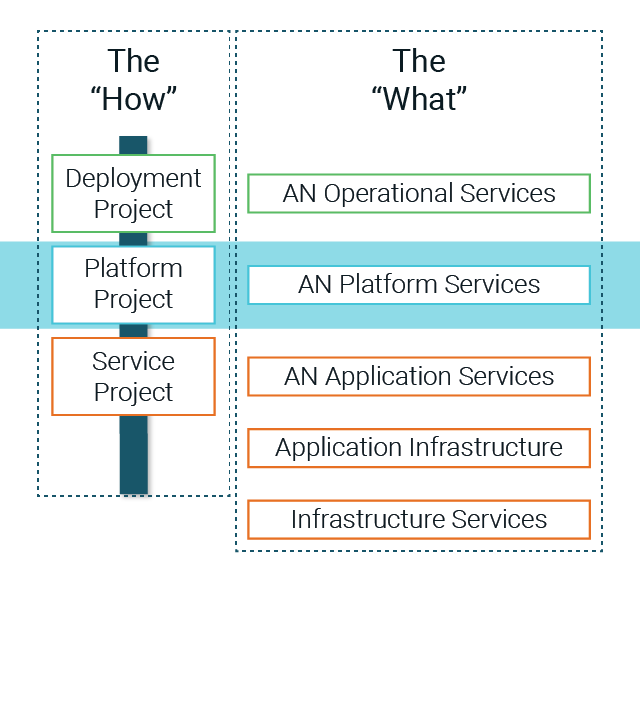 The
“How”
Deployment
Project
Platform
Project
Service
Project
The
“What”
AN Operational Services
AN Platform Services
AN Application Services
Application Infrastructure
Infrastructure Services